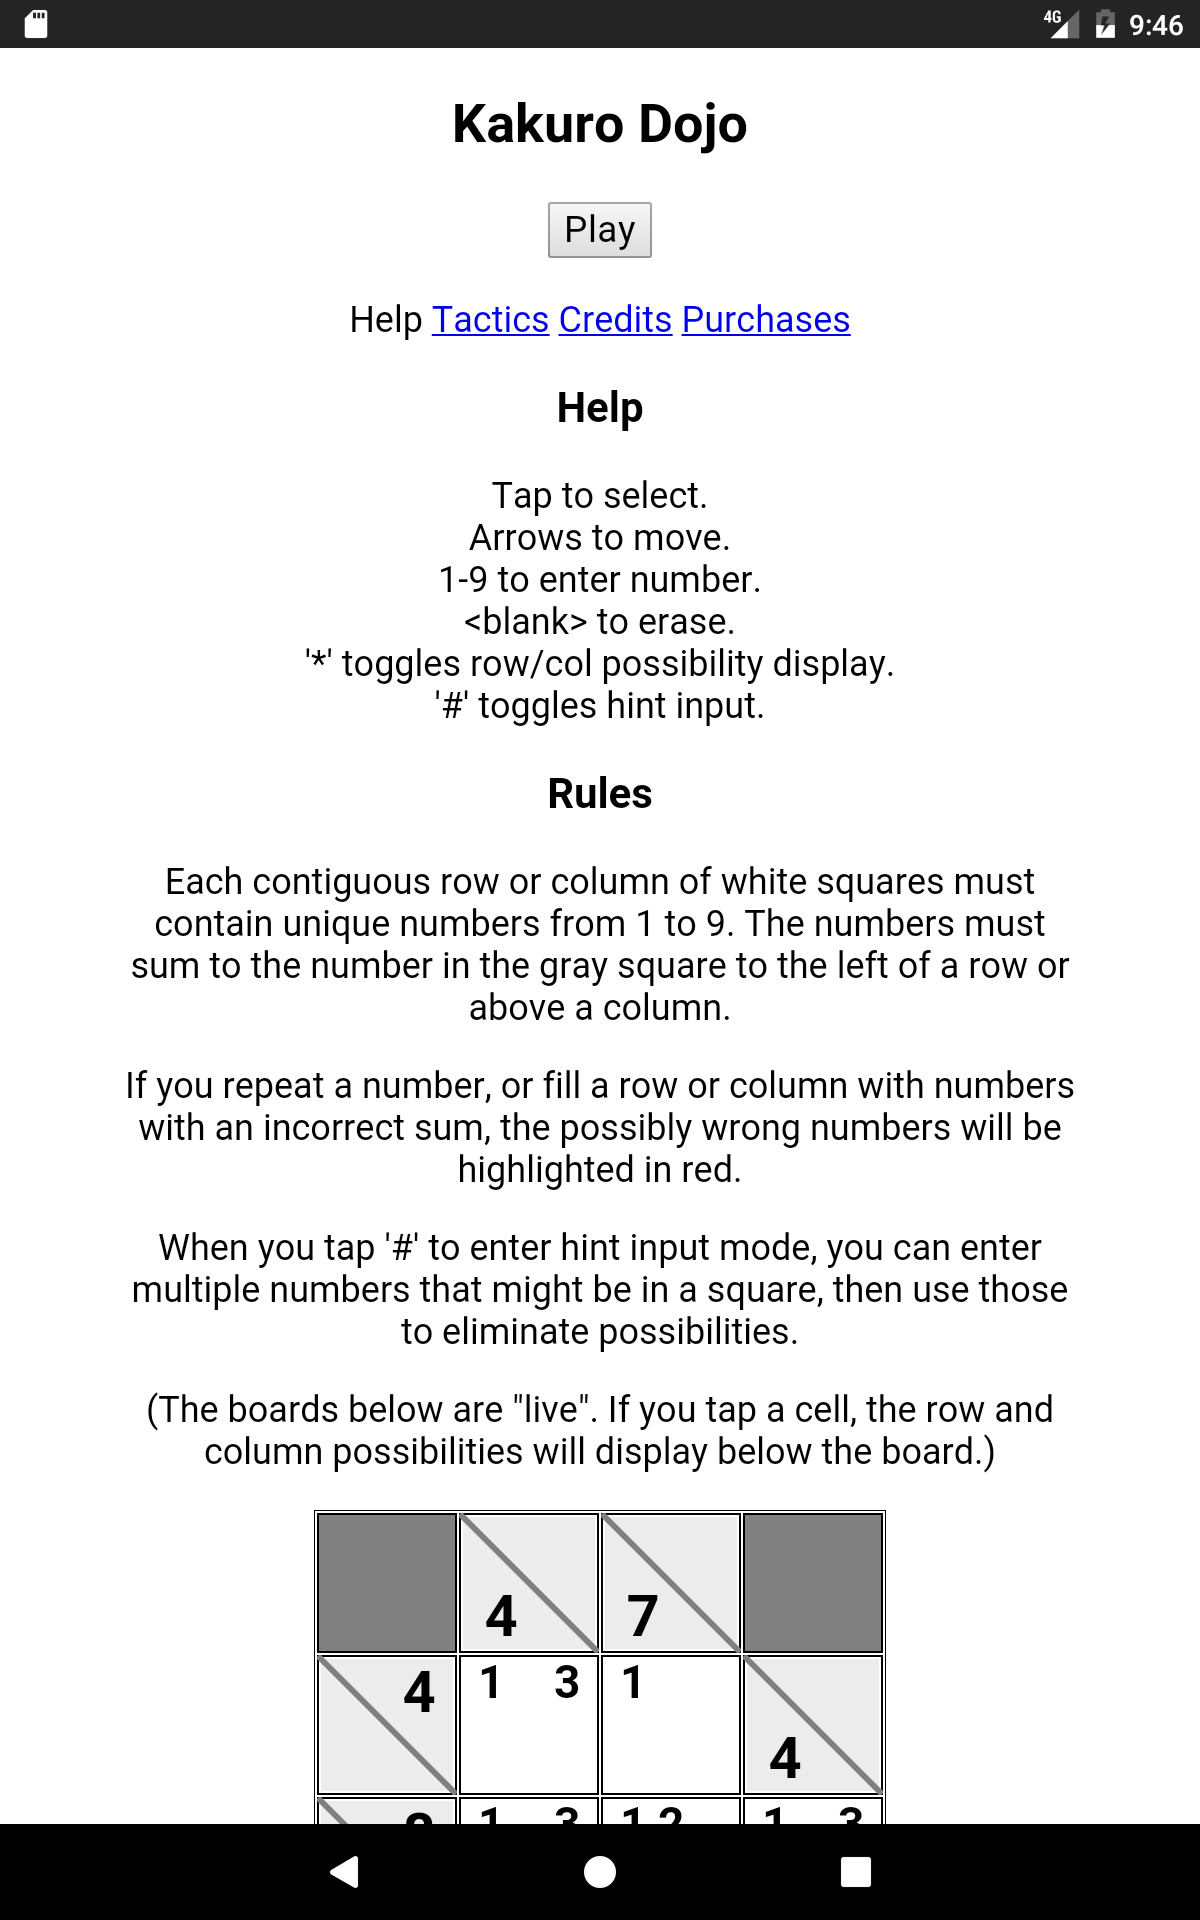 4G 9:46
Kakuro Dojo
Play
Help Tactics Credits Purchases
Help
Tap to select.
Arrows to move.
1-9 to enter number.
<blank> to erase.
'*' toggles row/col possibility display.
'#' toggles hint input.
Rules
Each contiguous row or column of white squares must
contain unique numbers from 1 to 9. The numbers must
sum to the number in the gray square to the left of a row or
above a column.
If you repeat a number, or fill a row or column with numbers
with an incorrect sum, the possibly wrong numbers will be
highlighted in red.
When you tap '#' to enter hint input mode, you can enter
multiple numbers that might be in a square, then use those
to eliminate possibilities.
(The boards below are "live". If you tap a cell, the row and
column possibilities will display below the board.)
4 7
4 1 3 1
4
1 3 1 2 1 3